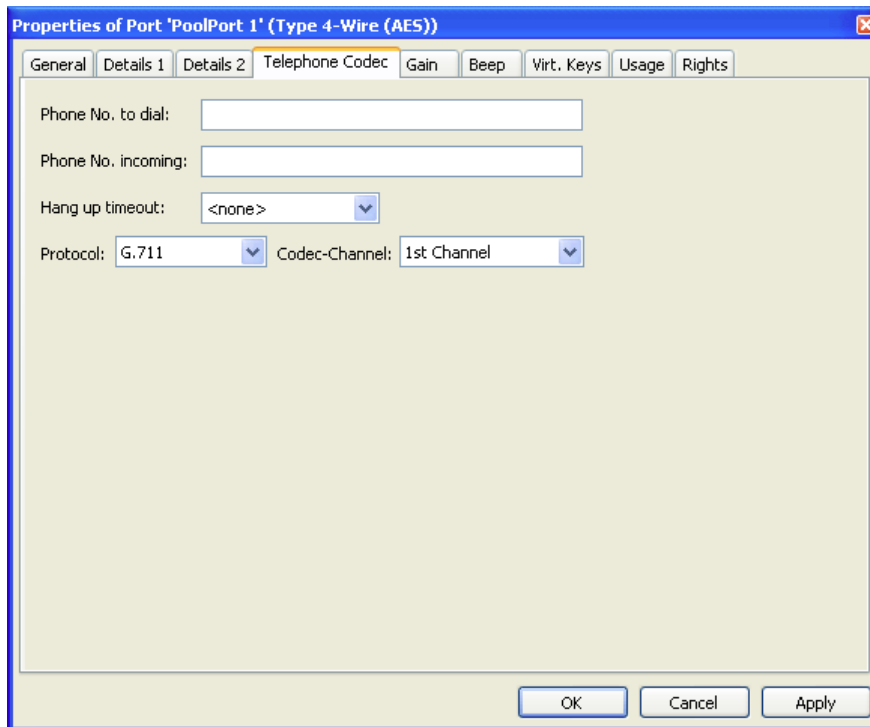 Properties of Port 'PoolPort 1' (Type 4-Wire (AES))
General Details 1 Details 2 Telephone Codec Gain Beep Virt. Keys Usage Rights
Phone No. to dial:
Phone No. incoming:
Hang up timeout: <none>
Protocol: G.711 Codec-Channel: 1st Channel
OK Cancel Apply